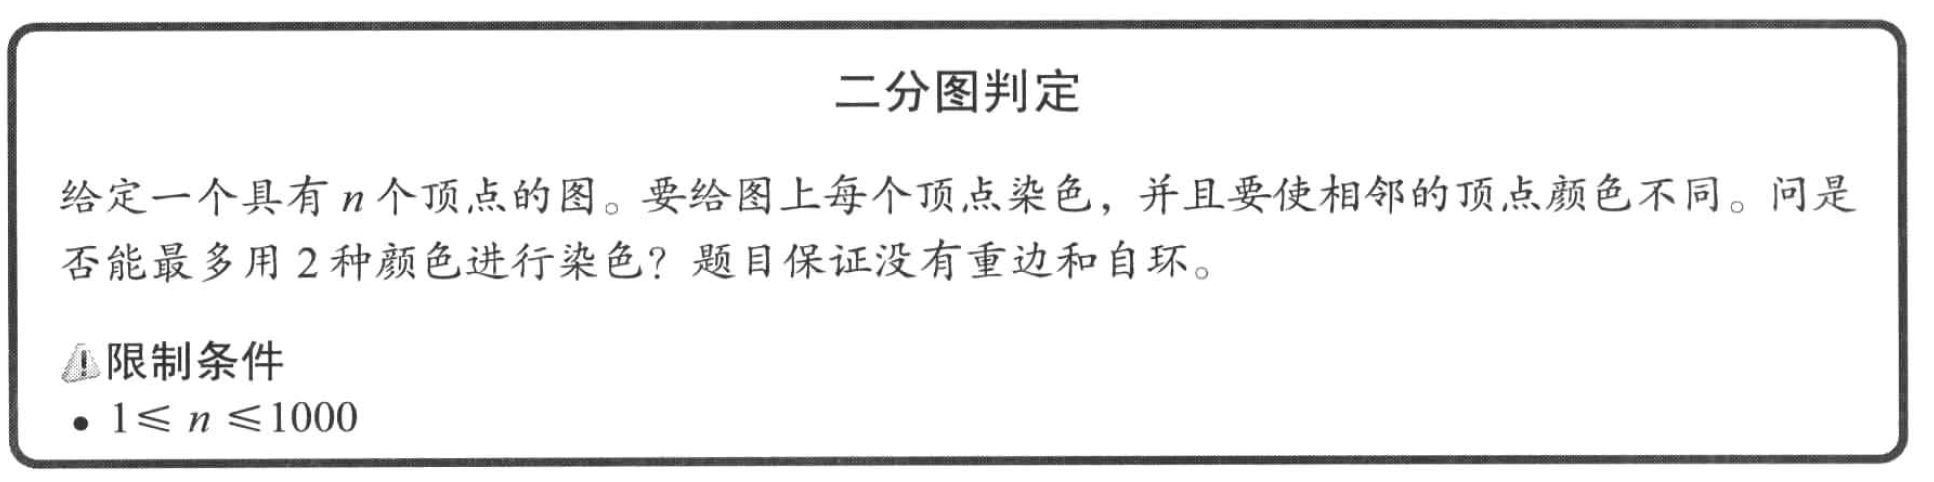 二分图判定
给定一个具有 n 个顶点的图。要给图上每个顶点染色，并且要使相邻的顶点颜色不同。问是
否能最多用 2 种颜色进行染色？题目保证没有重边和自环。
限制条件
• 1≤ n ≤1000